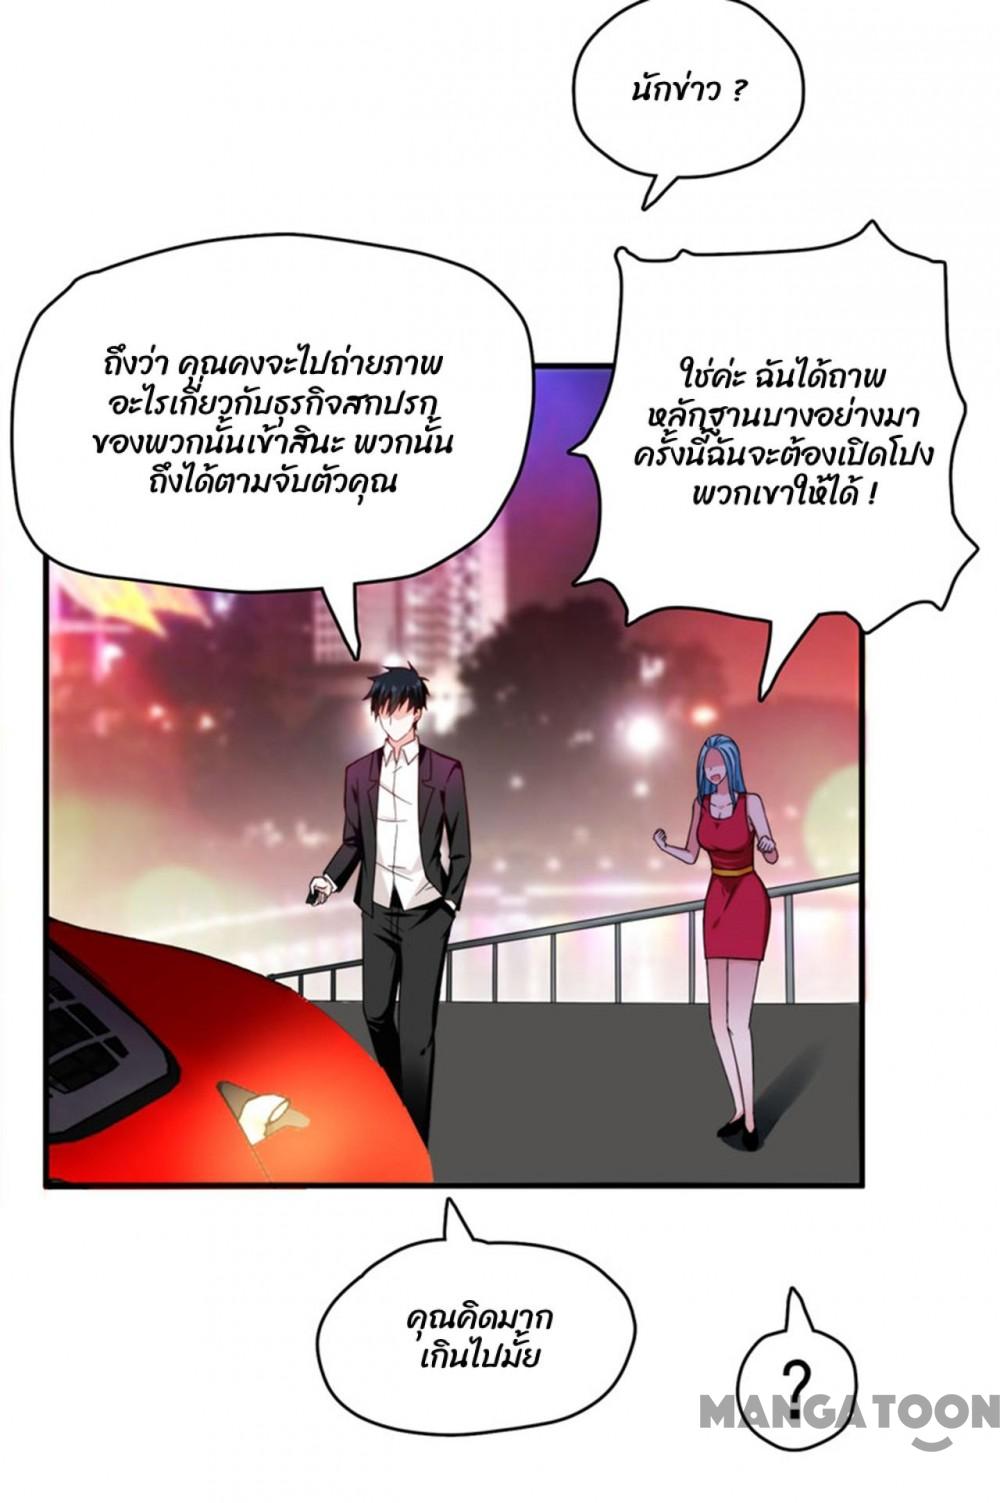 นักข่าว ?
ถึงว่า คุณคงจะไปถ่ายภาพ
อะไรเกี่ยวกับธุรกิจสกปรก
ของพวกนั้นเข้าสินะ พวกนั้น
ถึงได้ตามจับตัวคุณ
ใช่ค่ะ ฉันได้ถาพ
หลักฐานบางอย่างมา
ครั้งนี้ฉันจะต้องเปิดโปง
พวกเขาให้ได้ !
คุณคิดมาก
เกินไปมั้ย
?
MANGATOON